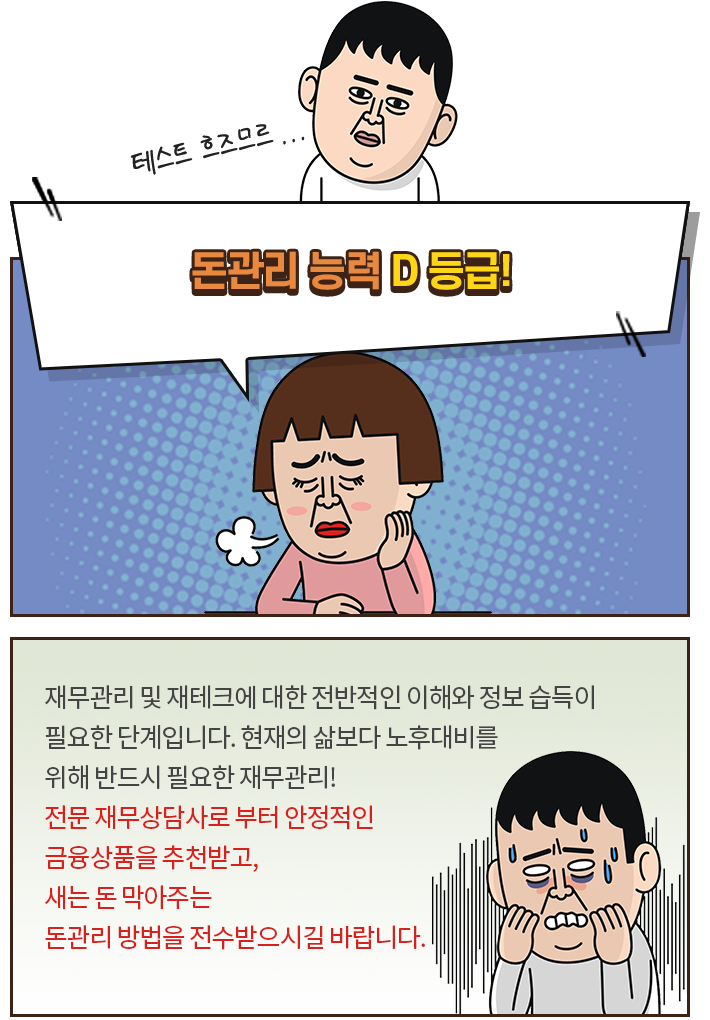 테스트 흐즈므르 ...
돈관리 능력 D 등급!
재무관리 및 재테크에 대한 전반적인 이해와 정보 습득이
필요한 단계입니다. 현재의 삶보다 노후대비를
위해 반드시 필요한 재무관리!
전문 재무상담사로 부터 안정적인
금융상품을 추천받고,
새는 돈 막아주는
돈관리 방법을 전수받으시길 바랍니다.